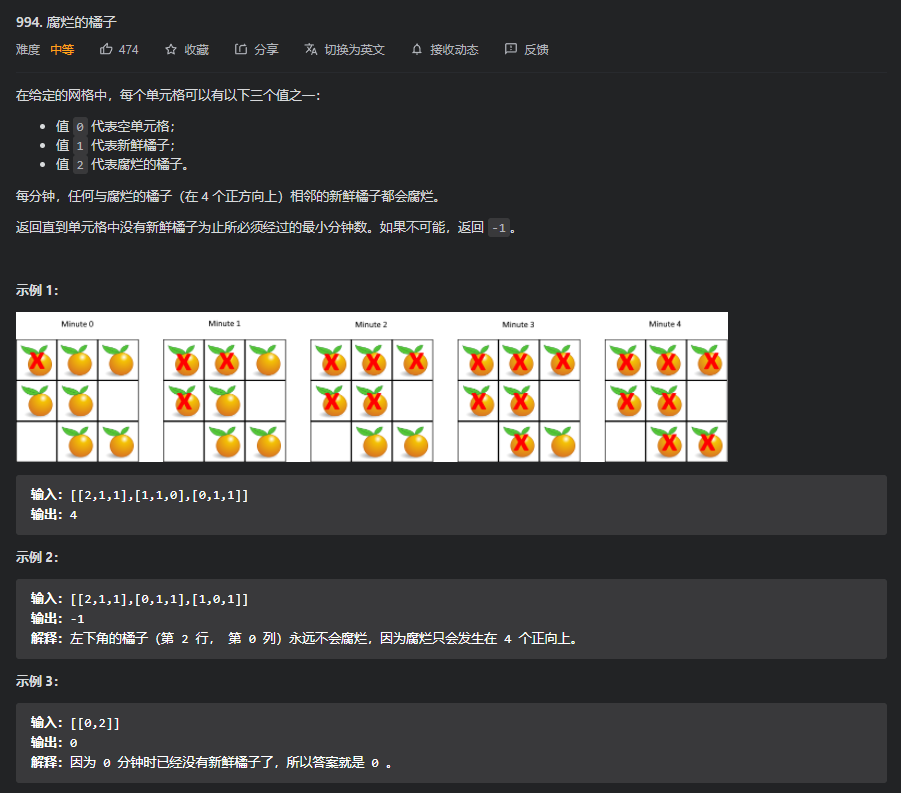 994. 腐烂的橘子
难度 中等 474 收藏 分享 切换为英文 接收动态 反馈
在给定的网格中，每个单元格可以有以下三个值之一：
值 0 代表空单元格；
值 1 代表新鲜橘子；
值 2 代表腐烂的橘子。
每分钟，任何与腐烂的橘子（在 4 个正方向上）相邻的新鲜橘子都会腐烂。
返回直到单元格中没有新鲜橘子为止所必须经过的最小分钟数。如果不可能，返回 -1 。
示例 1：
Minute 0 Minute 1 Minute 2 Minute 3 Minute 4
输入：[[2,1,1],[1,1,0],[0,1,1]]
输出：4
示例 2：
输入：[[2,1,1],[0,1,1],[1,0,1]]
输出：-1
解释：左下角的橘子（第 2 行， 第 0 列）永远不会腐烂，因为腐烂只会发生在 4 个正向上。
示例 3：
输入：[[0,2]]
输出：0
解释：因为 0 分钟时已经没有新鲜橘子了，所以答案就是 0 。